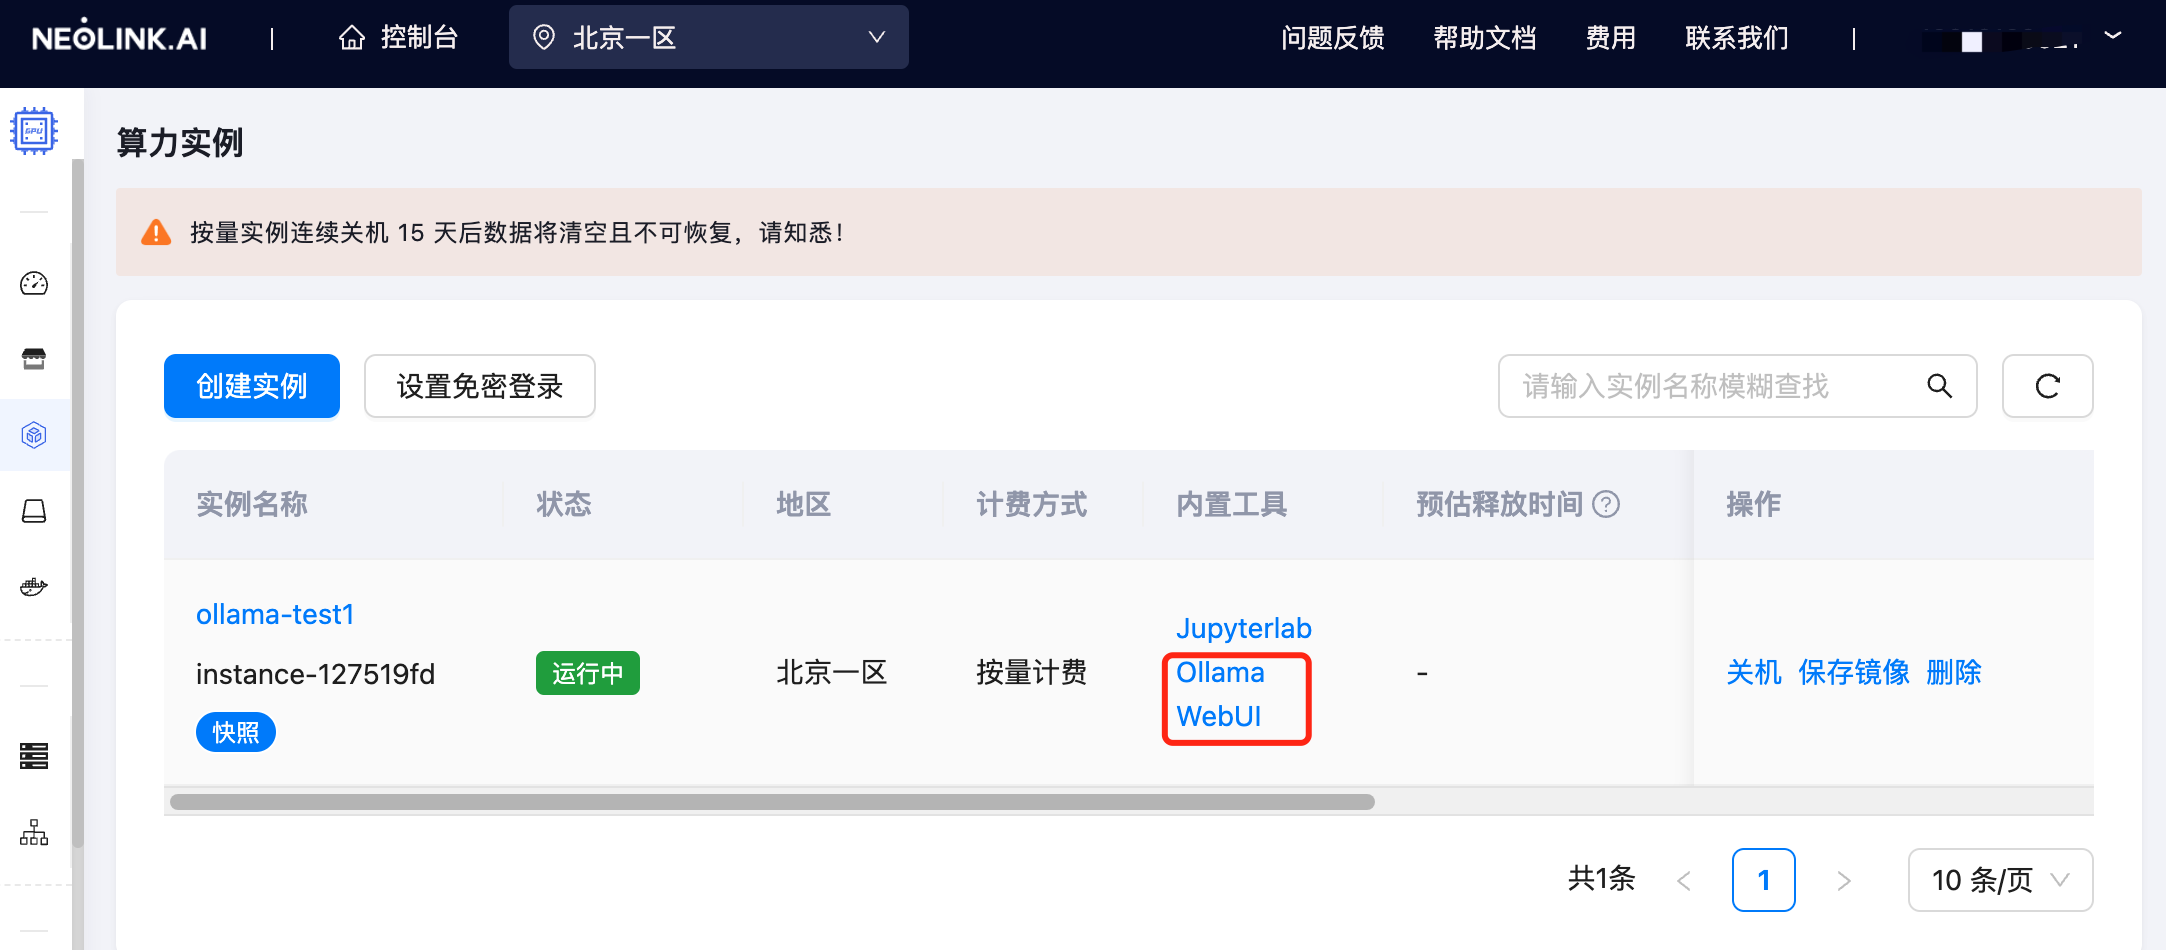 NEOLINK.AI
控制台
北京一区
问题反馈
帮助文档
费用
联系我们
GPU
算力实例
按量实例连续关机 15 天后数据将清空且不可恢复，请知悉！
创建实例
设置免密登录
请输入实例名称模糊查找
实例名称
状态
地区
计费方式
内置工具
预估释放时间
操作
ollama-test1
instance-127519fd
快照
运行中
北京一区
按量计费
Jupyterlab
Ollama
WebUI
-
关机 保存镜像 删除
共1条
1
10 条/页